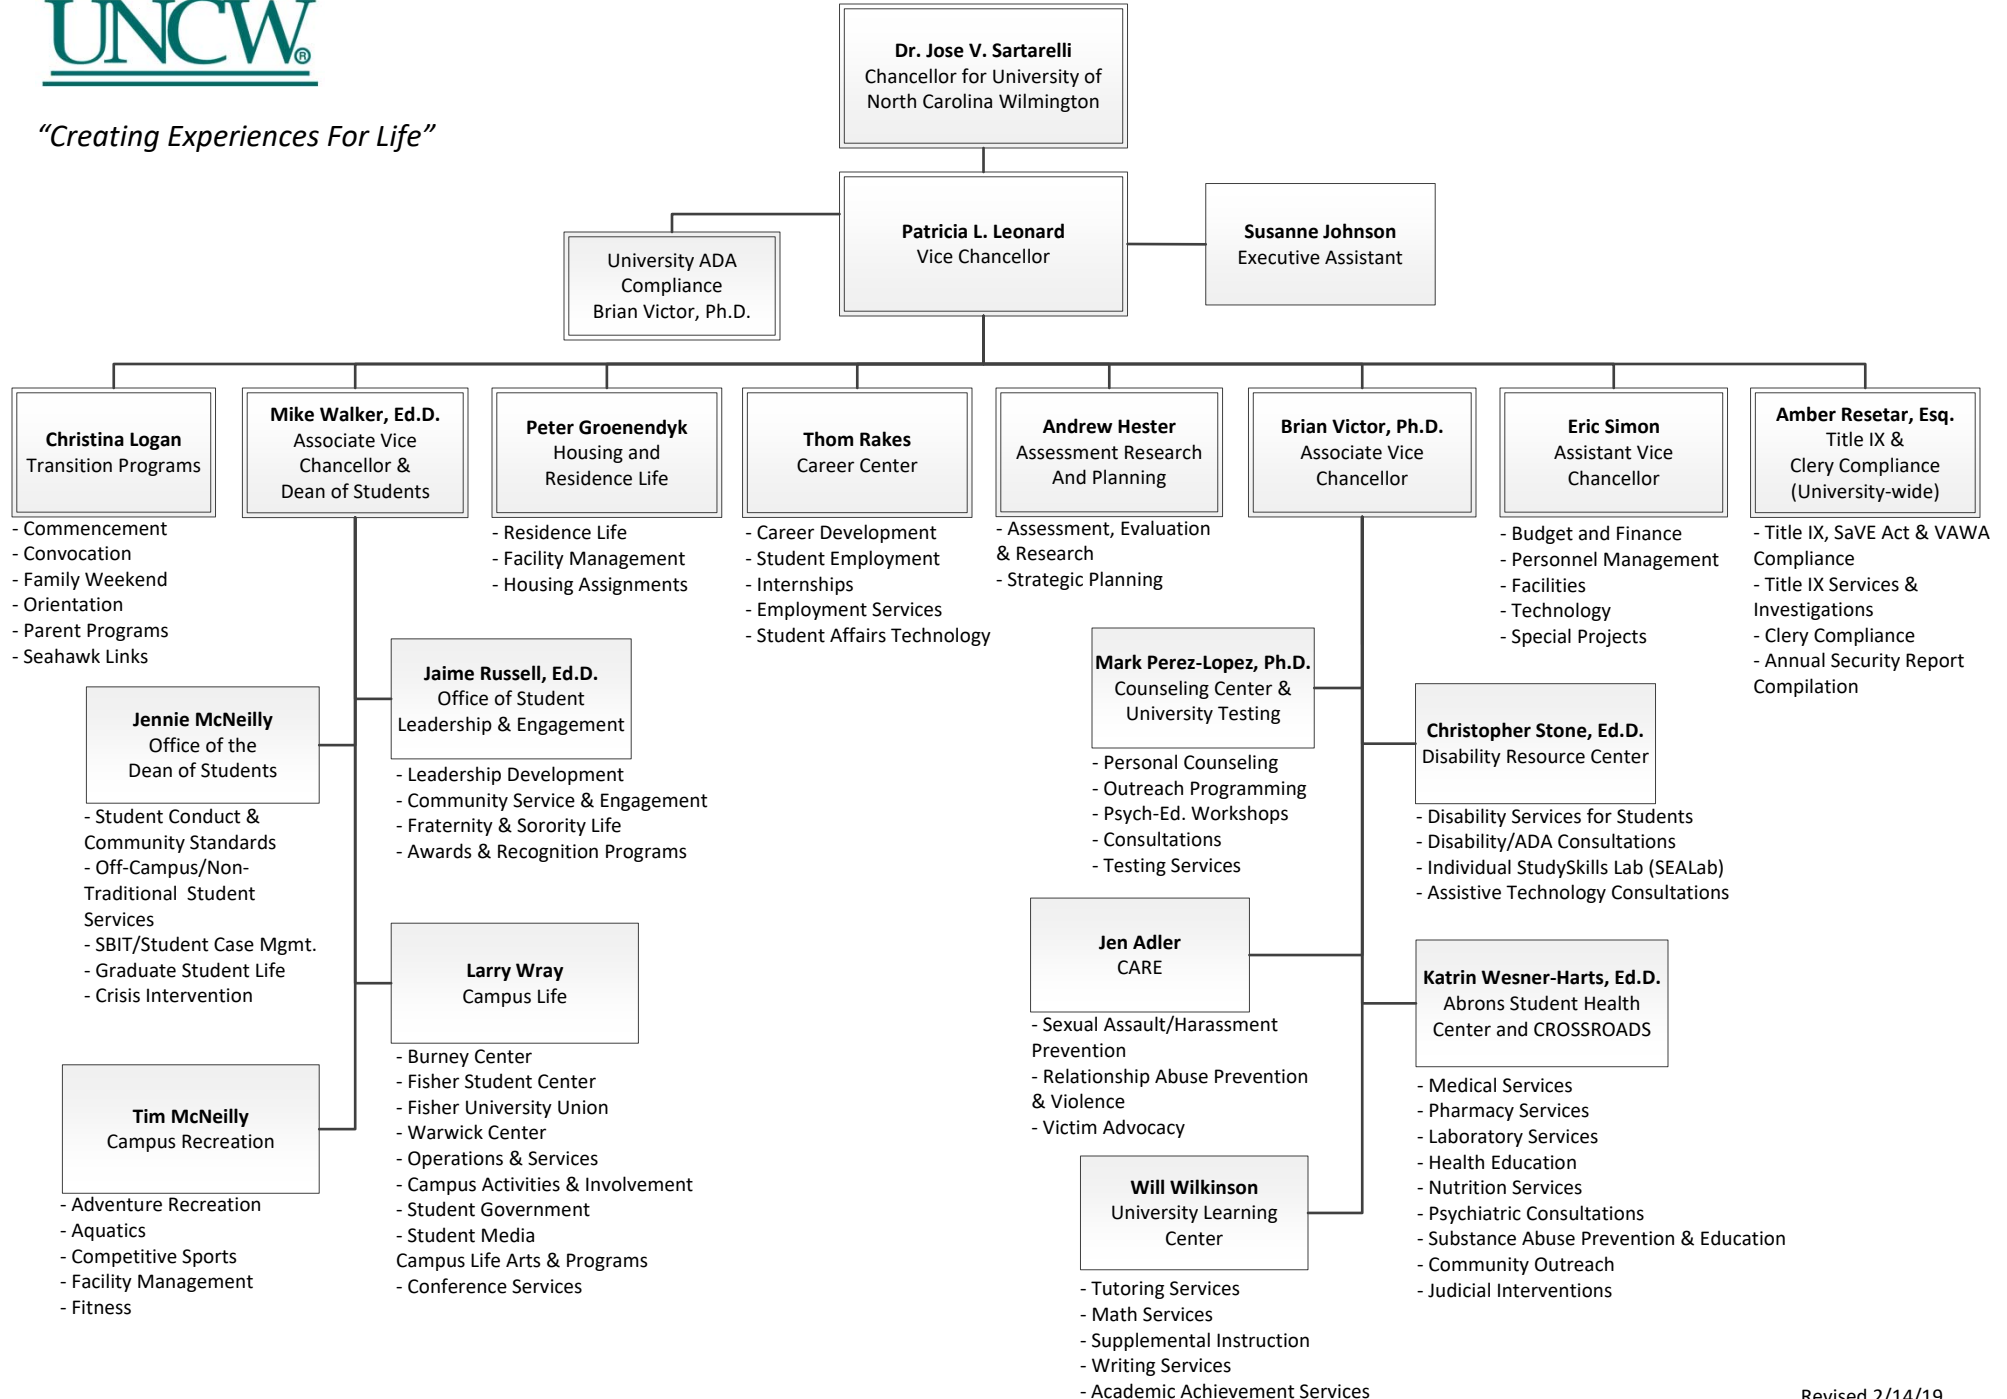 UNCW®
“Creating Experiences For Life”
Dr. Jose V. Sartarelli
Chancellor for University of
North Carolina Wilmington
Patricia L. Leonard
Vice Chancellor
Susanne Johnson
Executive Assistant
University ADA
Compliance
Brian Victor, Ph.D.
Christina Logan
Transition Programs
- Commencement
- Convocation
- Family Weekend
- Orientation
- Parent Programs
- Seahawk Links
Mike Walker, Ed.D.
Associate Vice
Chancellor &
Dean of Students
Peter Groenendyk
Housing and
Residence Life
- Residence Life
- Facility Management
- Housing Assignments
Thom Rakes
Career Center
- Career Development
- Student Employment
- Internships
- Employment Services
- Student Affairs Technology
Andrew Hester
Assessment Research
And Planning
- Assessment, Evaluation
& Research
- Strategic Planning
Brian Victor, Ph.D.
Associate Vice
Chancellor
Eric Simon
Assistant Vice
Chancellor
- Budget and Finance
- Personnel Management
- Facilities
- Technology
- Special Projects
Amber Resetar, Esq.
Title IX &
Clery Compliance
(University-wide)
- Title IX, SaVE Act & VAWA
Compliance
- Title IX Services &
Investigations
- Clery Compliance
- Annual Security Report
Compilation
Jennie McNeilly
Office of the
Dean of Students
- Student Conduct &
Community Standards
- Off-Campus/Non-
Traditional  Student
Services
- SBIT/Student Case Mgmt.
- Graduate Student Life
- Crisis Intervention
Jaime Russell, Ed.D.
Office of Student
Leadership & Engagement
- Leadership Development
- Community Service & Engagement
- Fraternity & Sorority Life
- Awards & Recognition Programs
Larry Wray
Campus Life
- Burney Center
- Fisher Student Center
- Fisher University Union
- Warwick Center
- Operations & Services
- Campus Activities & Involvement
- Student Government
- Student Media
Campus Life Arts & Programs
- Conference Services
Tim McNeilly
Campus Recreation
- Adventure Recreation
- Aquatics
- Competitive Sports
- Facility Management
- Fitness
Mark Perez-Lopez, Ph.D.
Counseling Center &
University Testing
- Personal Counseling
- Outreach Programming
- Psych-Ed. Workshops
- Consultations
- Testing Services
Christopher Stone, Ed.D.
Disability Resource Center
- Disability Services for Students
- Disability/ADA Consultations
- Individual StudySkills Lab (SEALab)
- Assistive Technology Consultations
Jen Adler
CARE
- Sexual Assault/Harassment
Prevention
- Relationship Abuse Prevention
& Violence
- Victim Advocacy
Katrin Wesner-Harts, Ed.D.
Abrons Student Health
Center and CROSSROADS
- Medical Services
- Pharmacy Services
- Laboratory Services
- Health Education
- Nutrition Services
- Psychiatric Consultations
- Substance Abuse Prevention & Education
- Community Outreach
- Judicial Interventions
Will Wilkinson
University Learning
Center
- Tutoring Services
- Math Services
- Supplemental Instruction
- Writing Services
- Academic Achievement Services
Revised 2/14/19